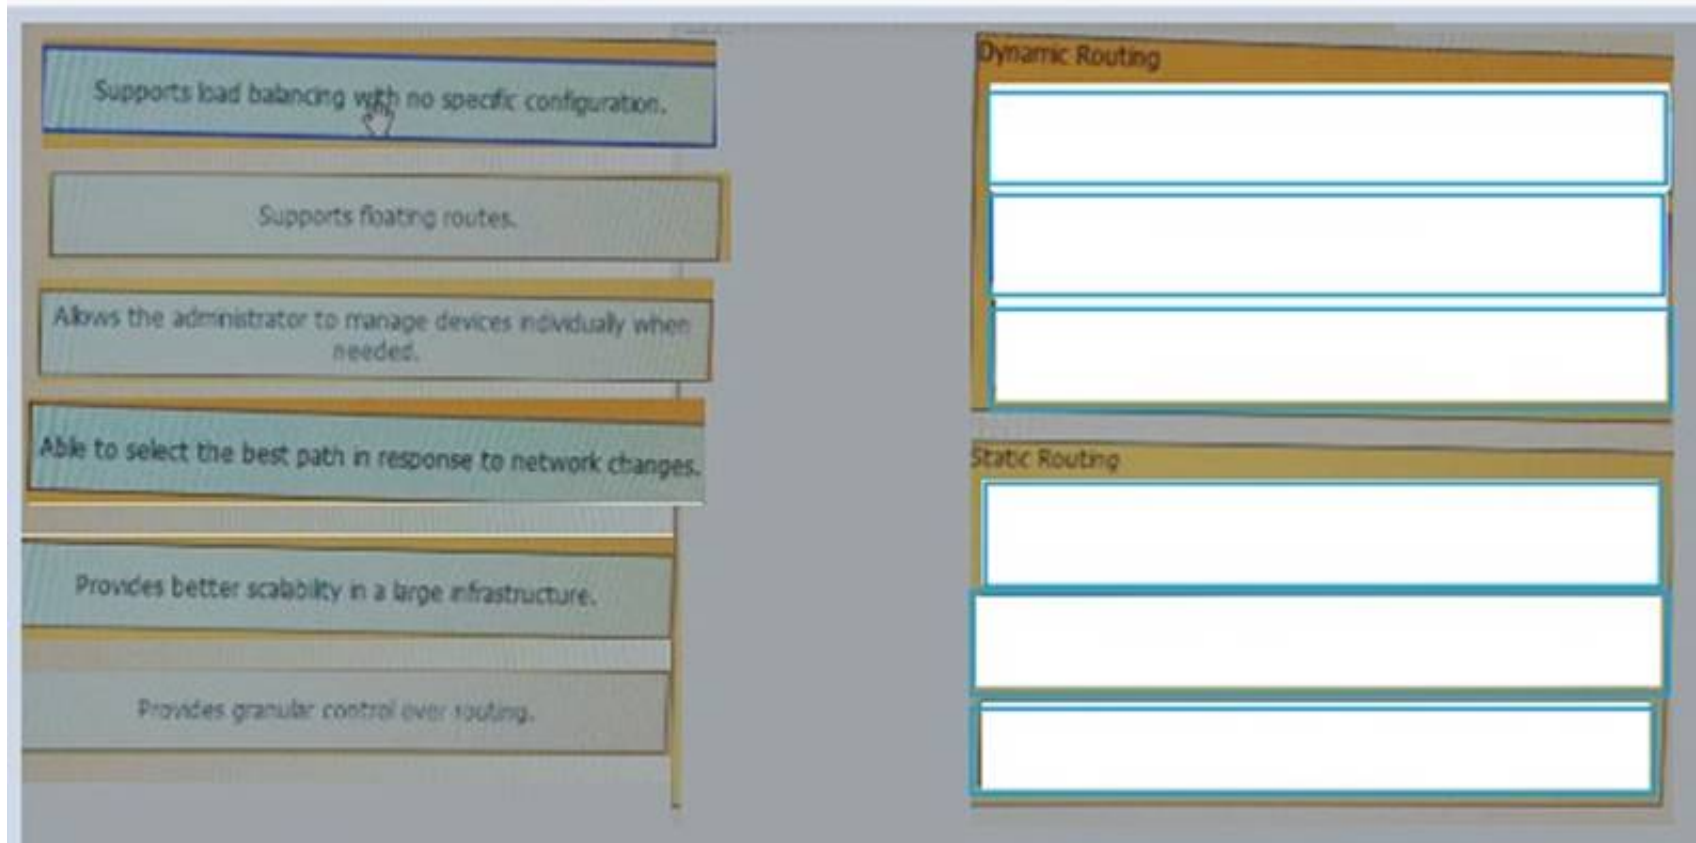 Supports load balancing with no specific configuration.
Supports floating routes.
Allows the administrator to manage devices individually when
needed.
Able to select the best path in response to network changes.
Provides better scalability in a large infrastructure.
Provides granular control over routing.
Dynamic Routing
Static Routing